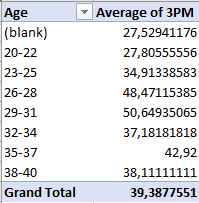 Age Average of 3PM
(blank) 27,52941176
20-22 27,80555556
23-25 34,91338583
26-28 48,47115385
29-31 50,64935065
32-34 37,18181818
35-37 42,92
38-40 38,11111111
Grand Total 39,3877551